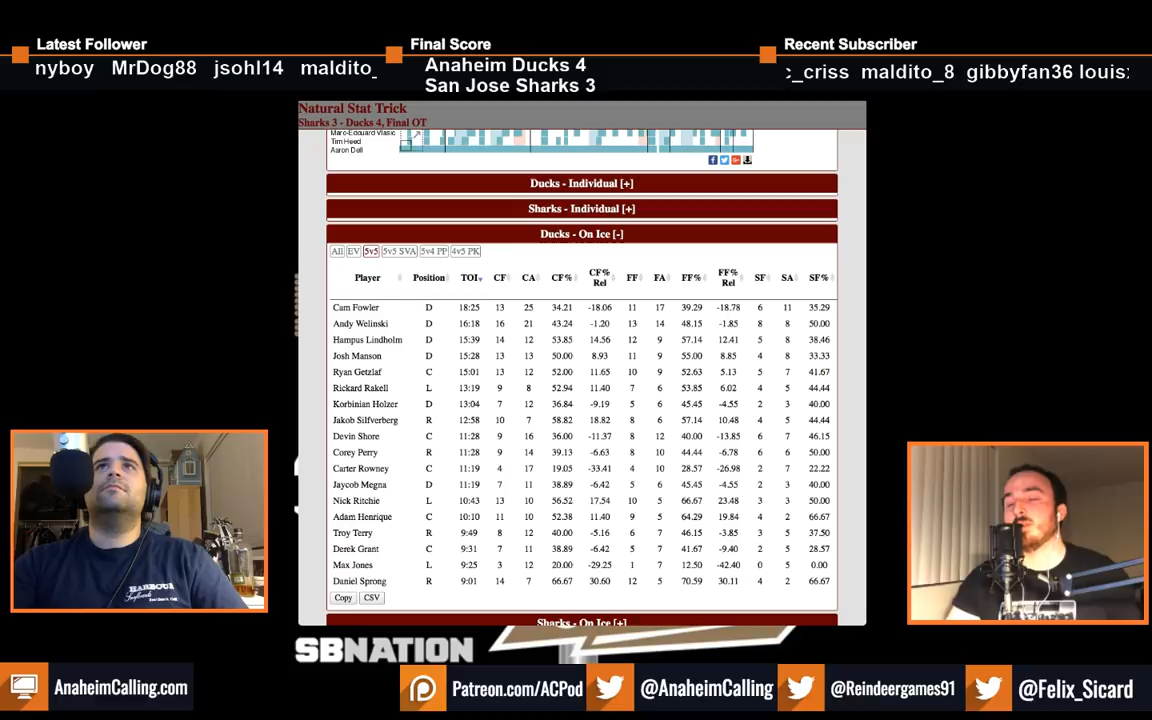 Latest Follower
nyboy MrDog88 jsohl14 maldito_
Final Score
Anaheim Ducks 4
San Jose Sharks 3
Recent Subscriber
c_criss maldito_8 gibbyfan36 louis
Natural Stat Trick
Sharks 3 - Ducks 4, Final OT
Marc-Edouard Vlasic
Tim Heed
Aaron Dell
Ducks - Individual [+]
Sharks - Individual [+]
Ducks - On Ice [-]
All EV 5v5 5v5 SVA 5v4 PP 4v5 PK
Player Position TOI CF CA CF% CF% Rel FF FA FF% FF% Rel SF SA SF%
Cam Fowler D 18:25 13 25 34.21 -18.06 11 17 39.29 -18.78 6 11 35.29
Andy Welinski D 16:18 16 21 43.24 -1.20 13 14 48.15 -1.85 8 8 50.00
Hampus Lindholm D 15:39 14 12 53.85 14.56 12 9 57.14 12.41 5 8 38.46
Josh Manson D 15:28 13 13 50.00 8.93 11 9 55.00 8.85 4 8 33.33
Ryan Getzlaf C 15:01 13 12 52.00 11.65 10 9 52.63 5.13 5 7 41.67
Rickard Rakell L 13:19 9 8 52.94 11.40 7 6 53.85 6.02 4 5 44.44
Korbinian Holzer D 13:04 7 12 36.84 -9.19 5 6 45.45 -4.55 2 3 40.00
Jakob Silfverberg R 12:58 10 7 58.82 18.82 8 6 57.14 10.48 4 5 44.44
Devin Shore C 11:28 9 16 36.00 -11.37 8 12 40.00 -13.85 6 7 46.15
Corey Perry R 11:28 9 14 39.13 -6.63 8 10 44.44 -6.78 6 6 50.00
Carter Rowney C 11:19 4 17 19.05 -33.41 4 10 28.57 -26.98 2 7 22.22
Jaycob Megna D 11:19 7 11 38.89 -6.42 5 6 45.45 -4.55 2 3 40.00
Nick Ritchie L 10:43 13 10 56.52 17.54 10 5 66.67 23.48 3 3 50.00
Adam Henrique C 10:10 11 10 52.38 11.40 9 5 64.29 19.84 4 2 66.67
Troy Terry R 9:49 8 12 40.00 -5.16 6 7 46.15 -3.85 3 5 37.50
Derek Grant C 9:31 7 11 38.89 -6.42 5 7 41.67 -9.40 2 5 28.57
Max Jones L 9:25 3 12 20.00 -29.25 1 7 12.50 -42.40 0 5 0.00
Daniel Sprong R 9:01 14 7 66.67 30.60 12 5 70.59 30.11 4 2 66.67
Copy CSV
Sharks - On Ice [+]
SBNATION
AnaheimCalling.com
Patreon.com/ACPod
@AnaheimCalling
@Reindeergames91
@Felix_Sicard